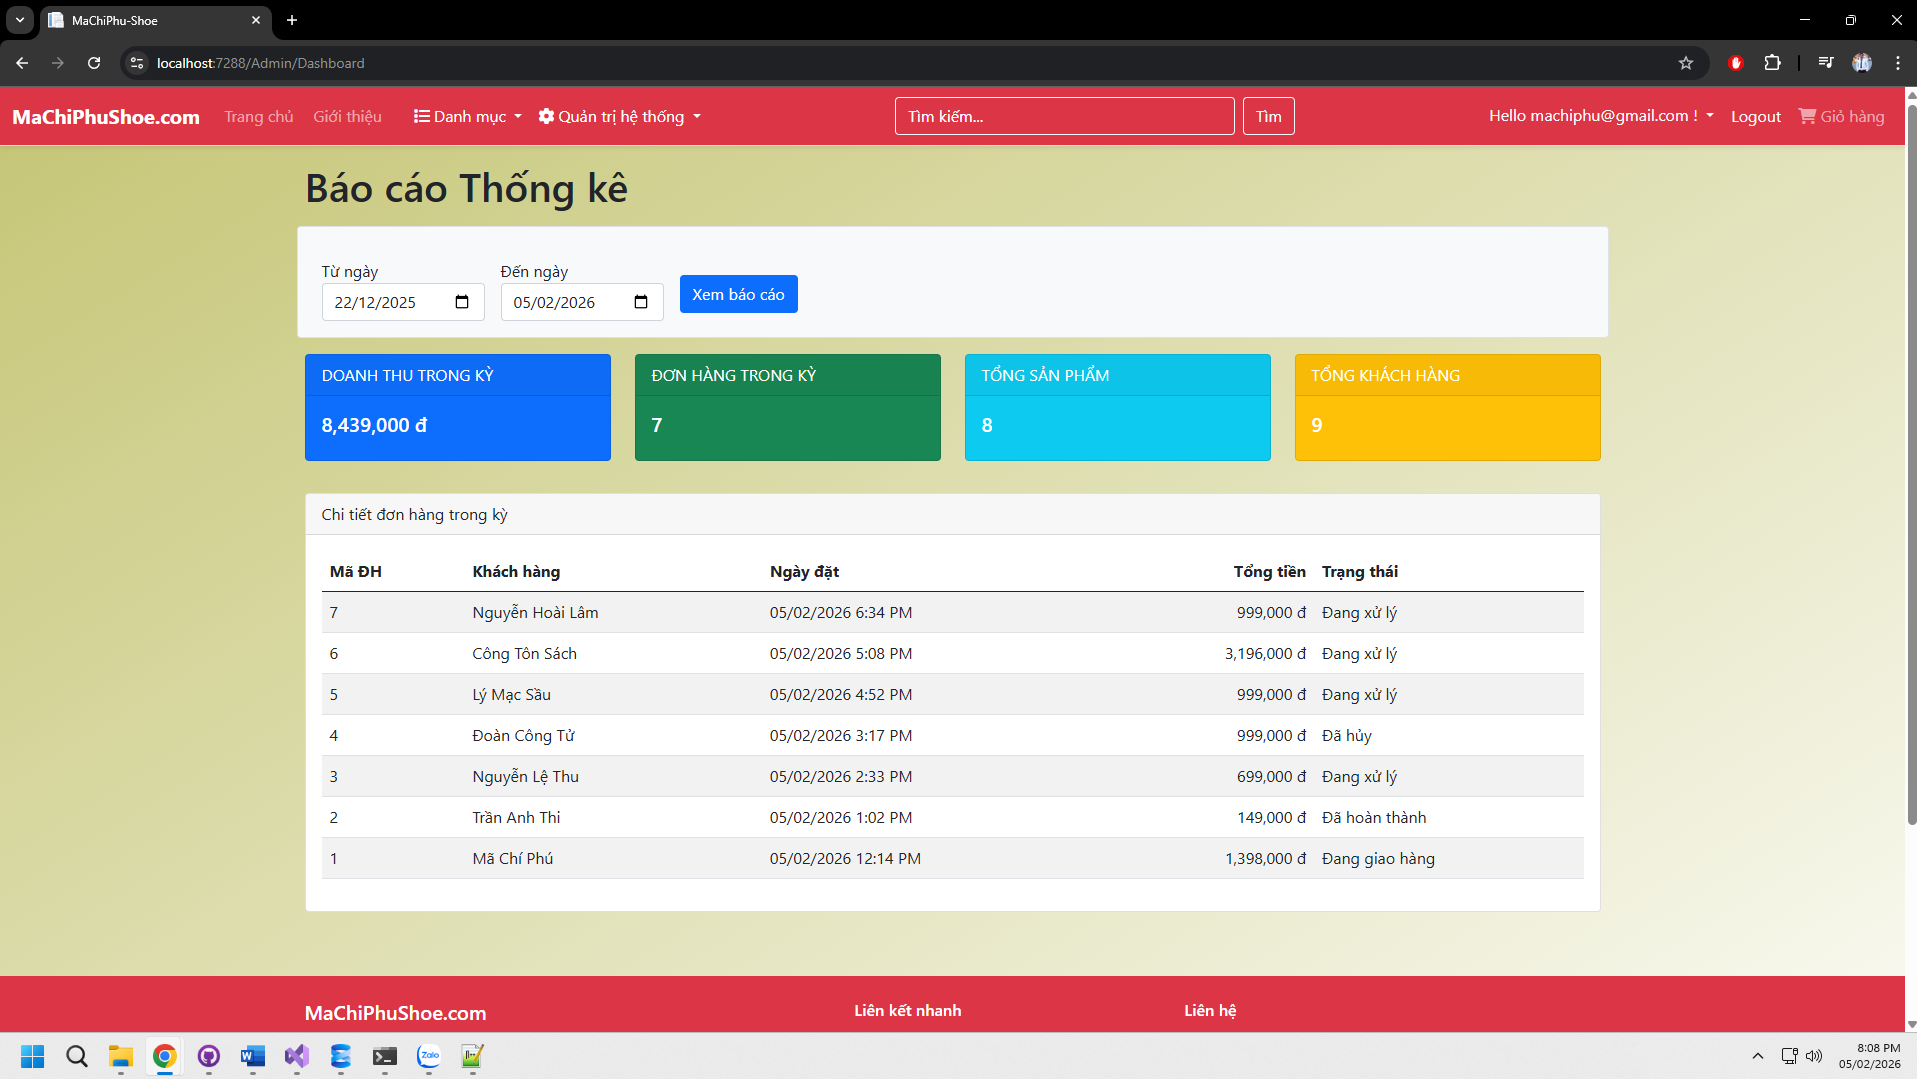 MaChiPhu-Shoe
localhost:7288/Admin/Dashboard
MaChiPhuShoe.com Trang chủ Giới thiệu Danh mục Quản trị hệ thống Tìm kiếm... Tìm Hello machiphu@gmail.com ! Logout Giỏ hàng
Báo cáo Thống kê
Từ ngày Đến ngày
22/12/2025 05/02/2026 Xem báo cáo
DOANH THU TRONG KỲ ĐƠN HÀNG TRONG KỲ TỔNG SẢN PHẨM TỔNG KHÁCH HÀNG
8,439,000 đ 7 8 9
Chi tiết đơn hàng trong kỳ
Mã ĐH Khách hàng Ngày đặt Tổng tiền Trạng thái
7 Nguyễn Hoài Lâm 05/02/2026 6:34 PM 999,000 đ Đang xử lý
6 Công Tôn Sách 05/02/2026 5:08 PM 3,196,000 đ Đang xử lý
5 Lý Mạc Sầu 05/02/2026 4:52 PM 999,000 đ Đang xử lý
4 Đoàn Công Tử 05/02/2026 3:17 PM 999,000 đ Đã hủy
3 Nguyễn Lệ Thu 05/02/2026 2:33 PM 699,000 đ Đang xử lý
2 Trần Anh Thi 05/02/2026 1:02 PM 149,000 đ Đã hoàn thành
1 Mã Chí Phú 05/02/2026 12:14 PM 1,398,000 đ Đang giao hàng
MaChiPhuShoe.com Liên kết nhanh Liên hệ
Zalo
8:08 PM
05/02/2026